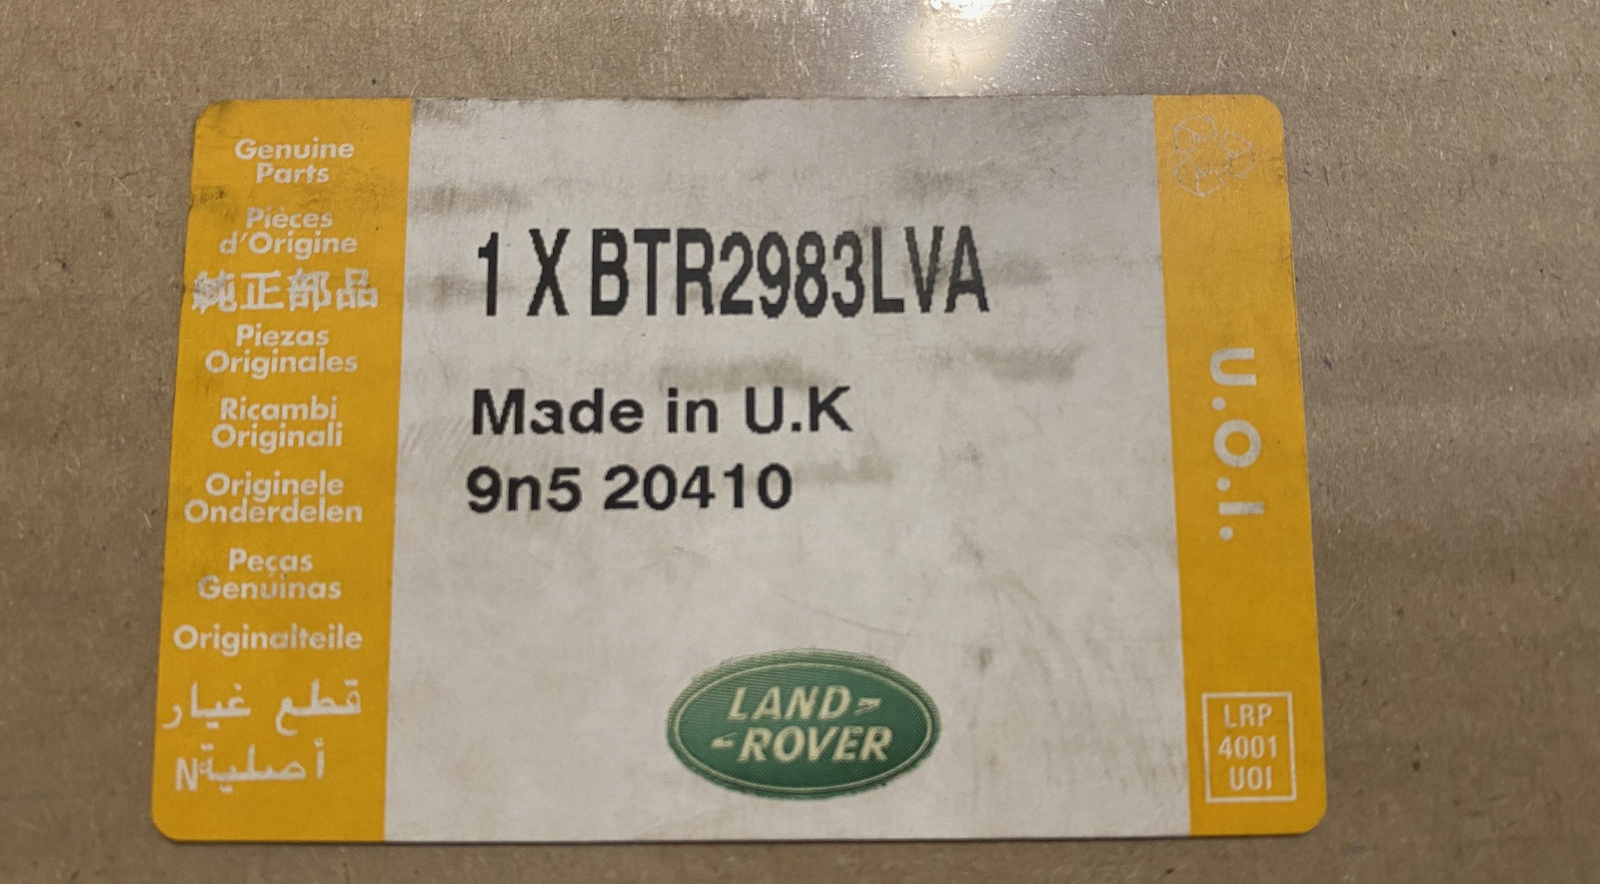 Genuine
Parts
Pièces
d'Origine
純正部品
Piezas
Originales
Ricambi
Originali
Originele
Onderdelen
Peças
Genuinas
Originalteile
قطع غيار
أصلية
N
1 X BTR2983LVA
Made in U.K
9n5 20410
LAND-
-ROVER
U.O.I.
LRP
4001
UOI